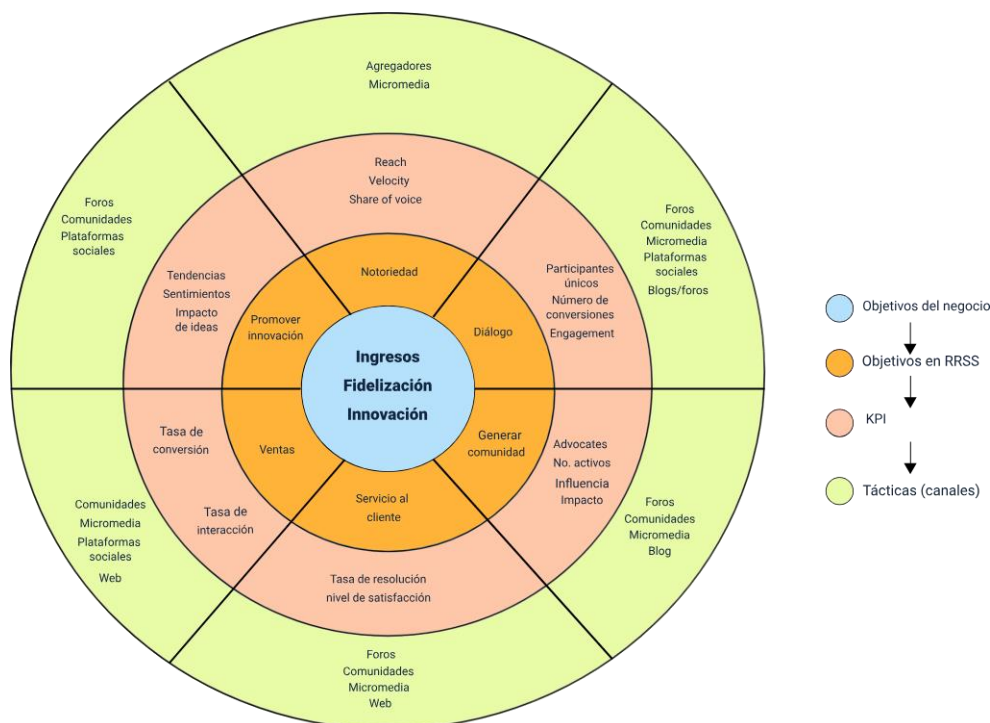 Agregadores
Micromedia
Reach
Velocity
Share of voice
Notoriedad
Foros
Comunidades
Micromedia
Plataformas
sociales
Blogs/foros
Participantes
únicos
Número de
conversiones
Engagement
Diálogo
Foros
Comunidades
Micromedia
Blog
Advocates
No. activos
Influencia
Impacto
Generar
comunidad
Foros
Comunidades
Micromedia
Web
Tasa de resolución
nivel de satisfacción
Servicio al
cliente
Comunidades
Micromedia
Plataformas
sociales
Web
Tasa de
conversión
Tasa de
interacción
Ventas
Foros
Comunidades
Plataformas
sociales
Tendencias
Sentimientos
Impacto
de ideas
Promover
innovación
Ingresos
Fidelización
Innovación
Objetivos del negocio
Objetivos en RRSS
KPI
Tácticas (canales)